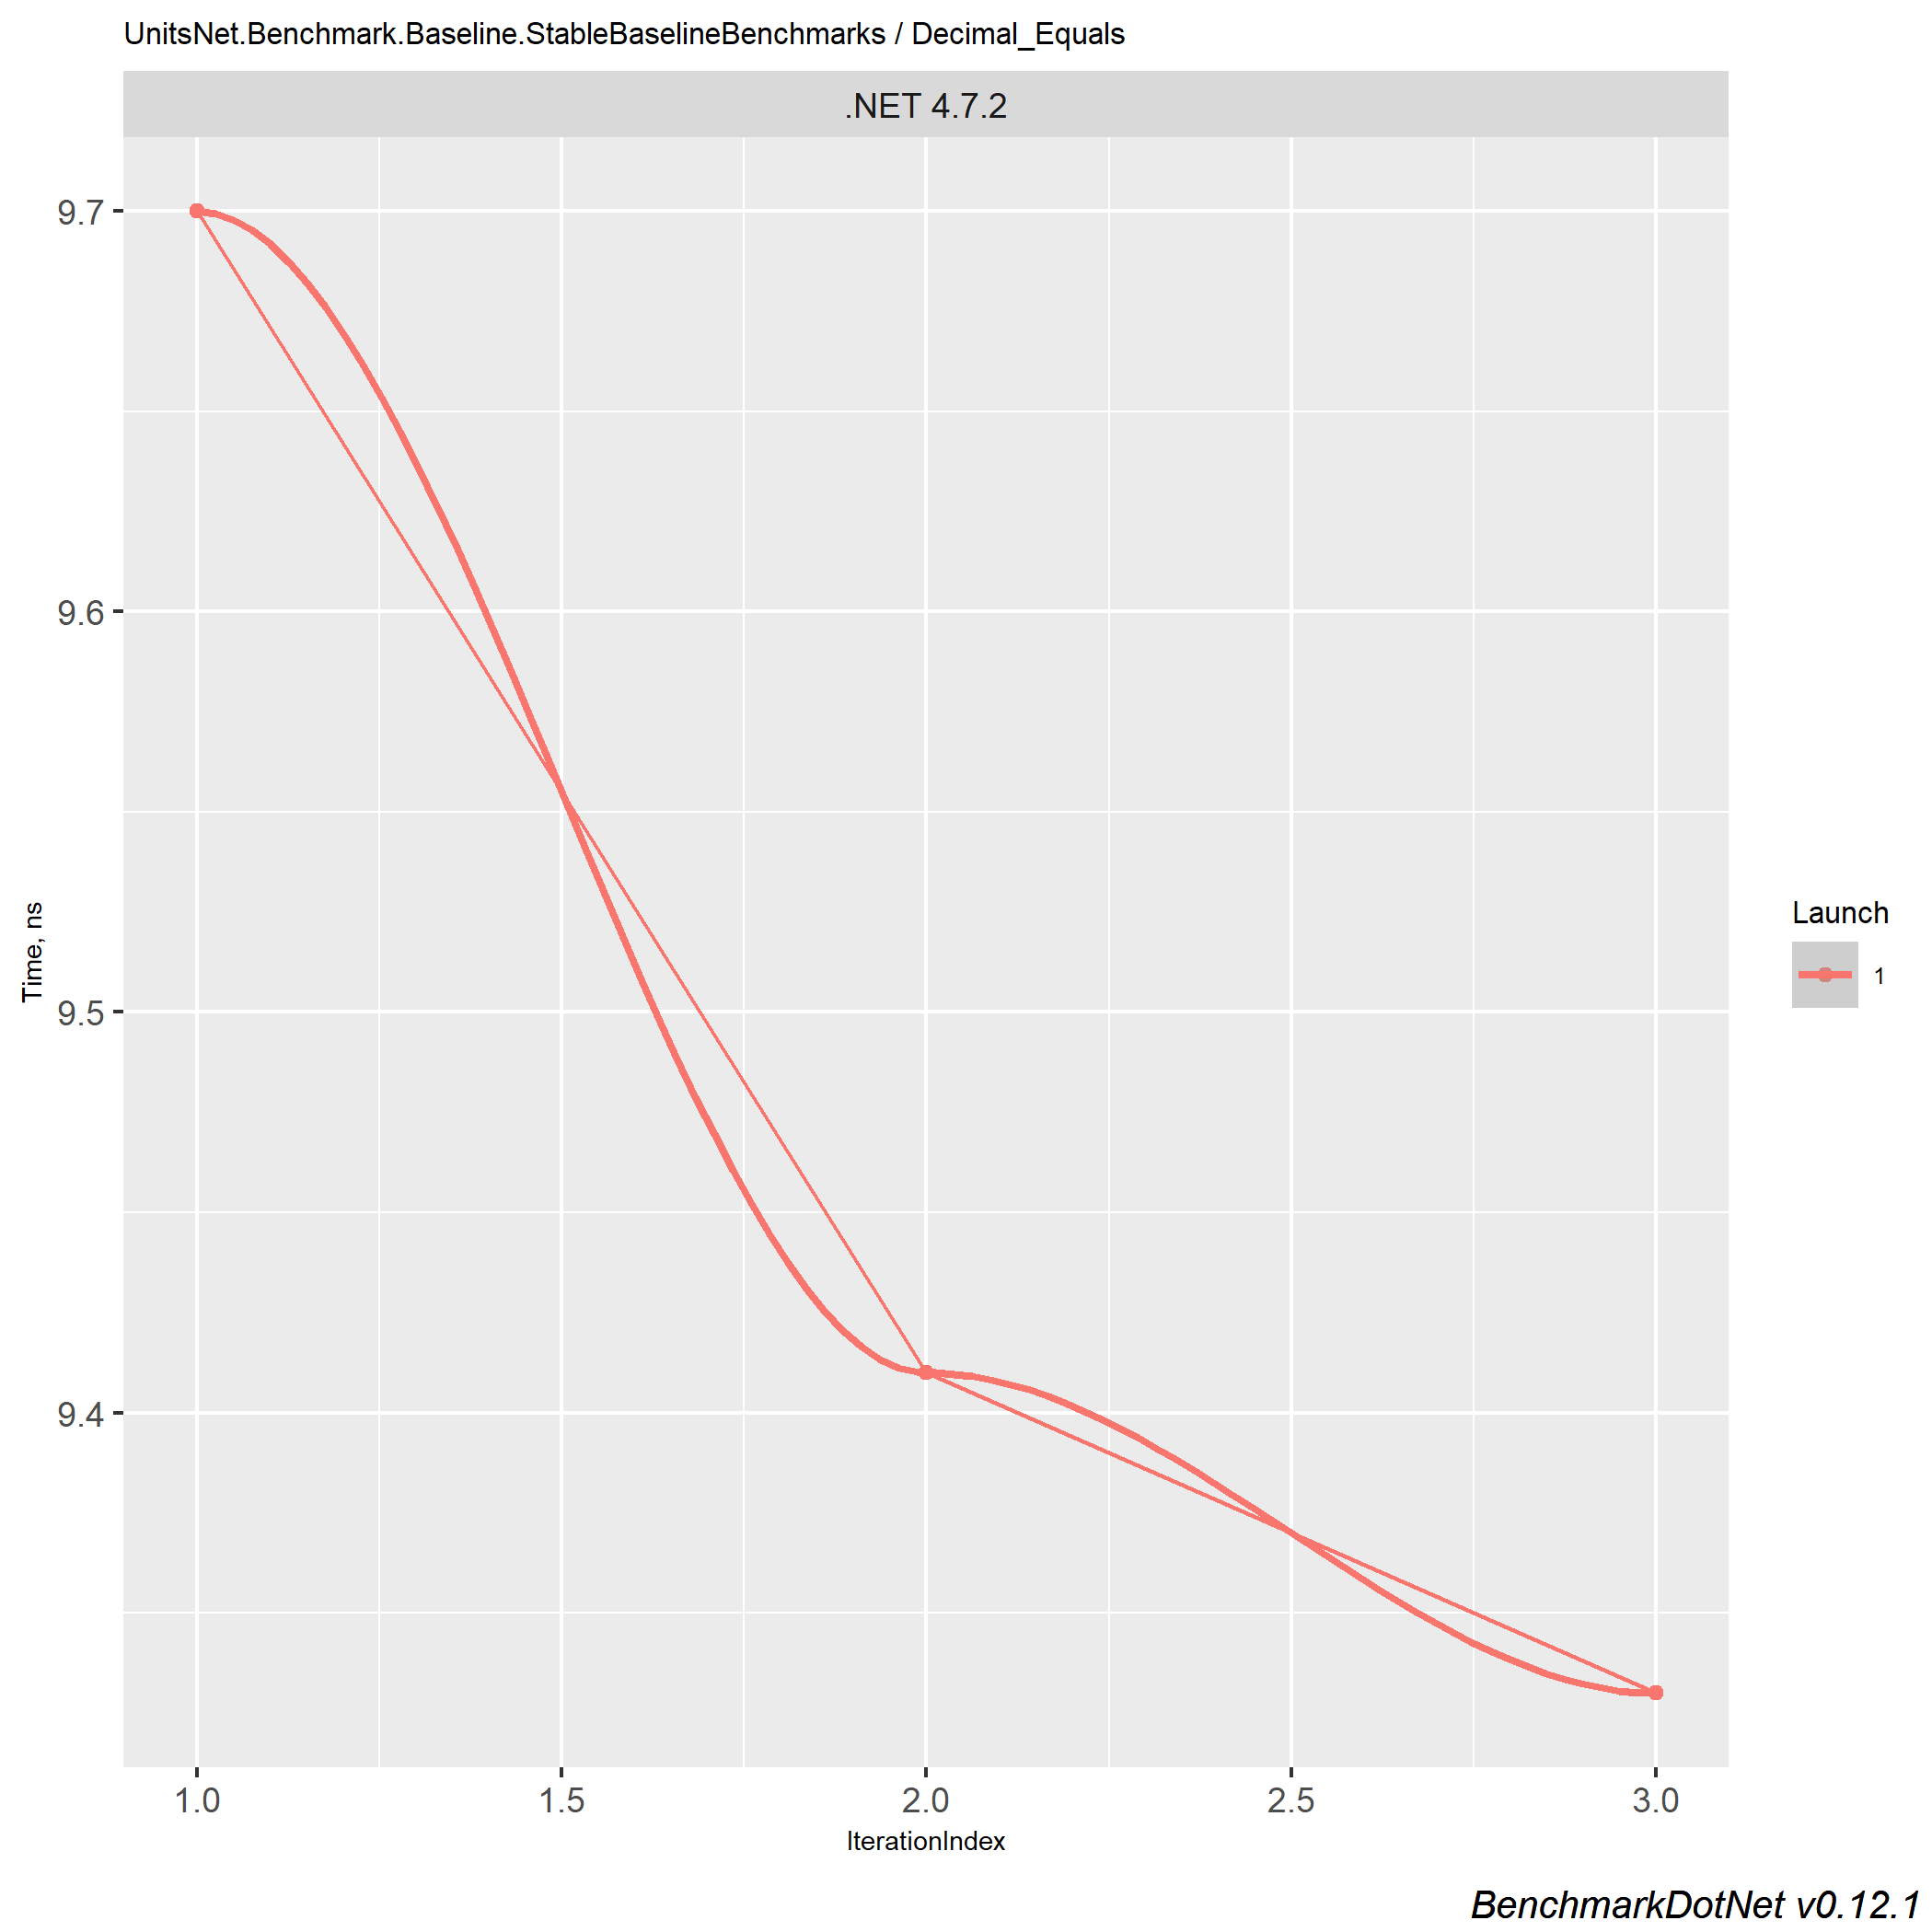 UnitsNet.Benchmark.Baseline.StableBaselineBenchmarks / Decimal_Equals
.NET 4.7.2
9.7
9.6
9.5
9.4
Time, ns
1.0 1.5 2.0 2.5 3.0
IterationIndex
Launch
1
BenchmarkDotNet v0.12.1